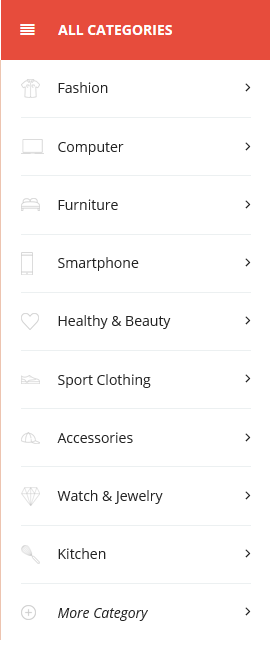 ALL CATEGORIES
Fashion
Computer
Furniture
Smartphone
Healthy & Beauty
Sport Clothing
Accessories
Watch & Jewelry
Kitchen
More Category